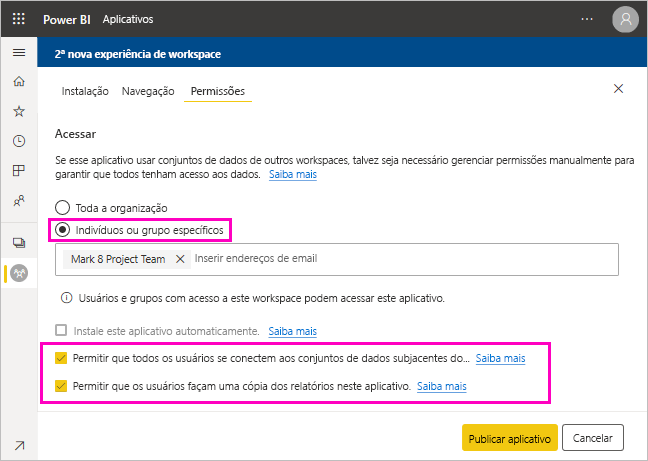 Power BI Aplicativos
2ª nova experiência de workspace
Instalação Navegação Permissões
Acessar
Se esse aplicativo usar conjuntos de dados de outros workspaces, talvez seja necessário gerenciar permissões manualmente para
garantir que todos tenham acesso aos dados. Saiba mais
Toda a organização
Indivíduos ou grupo específicos
Mark 8 Project Team Inserir endereços de email
Usuários e grupos com acesso a este workspace podem acessar este aplicativo.
Instale este aplicativo automaticamente. Saiba mais
Permitir que todos os usuários se conectem aos conjuntos de dados subjacentes do... Saiba mais
Permitir que os usuários façam uma cópia dos relatórios neste aplicativo. Saiba mais
Publicar aplicativo Cancelar